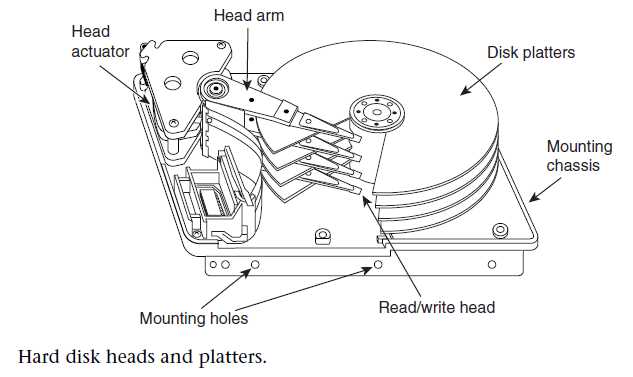 Head arm
Head
actuator
Disk platters
Mounting
chassis
Mounting holes
Read/write head
Hard disk heads and platters.